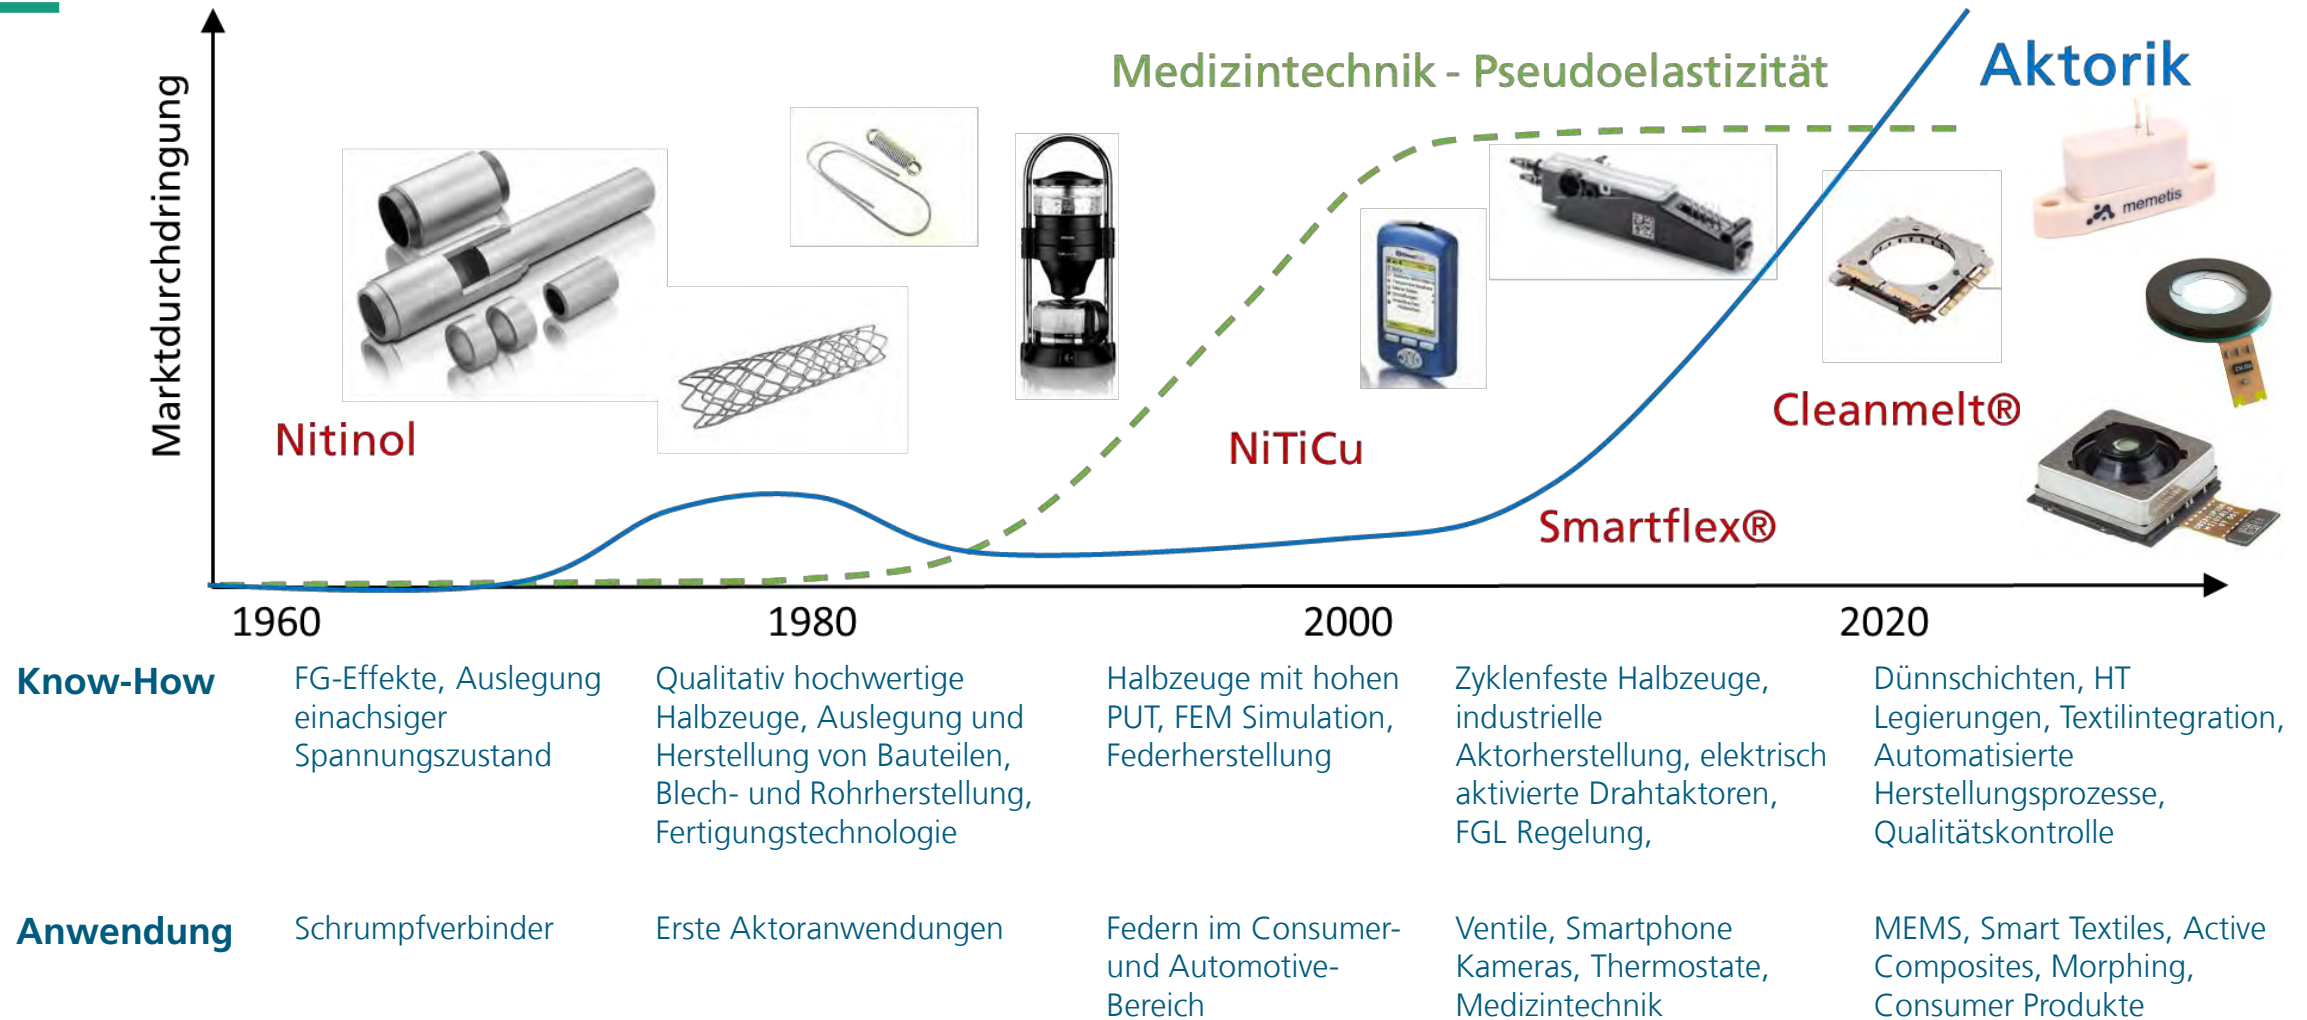 Marktdurchdringung
Medizintechnik - Pseudoelastizität
Aktorik
memetis
Nitinol
NiTiCu
Cleanmelt®
Smartflex®
1960
1980
2000
2020
Know-How
FG-Effekte, Auslegung
einachsiger
Spannungszustand
Qualitativ hochwertige
Halbzeuge, Auslegung und
Herstellung von Bauteilen,
Blech- und Rohrherstellung,
Fertigungstechnologie
Halbzeuge mit hohen
PUT, FEM Simulation,
Federherstellung
Zyklenfeste Halbzeuge,
industrielle
Aktorherstellung, elektrisch
aktivierte Drahtaktoren,
FGL Regelung,
Dünnschichten, HT
Legierungen, Textilintegration,
Automatisierte
Herstellungsprozesse,
Qualitätskontrolle
Anwendung
Schrumpfverbinder
Erste Aktoranwendungen
Federn im Consumer-
und Automotive-
Bereich
Ventile, Smartphone
Kameras, Thermostate,
Medizintechnik
MEMS, Smart Textiles, Active
Composites, Morphing,
Consumer Produkte